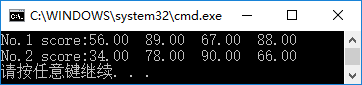 C:\WINDOWS\system32\cmd.exe
No.1 score:56.00  89.00  67.00  88.00
No.2 score:34.00  78.00  90.00  66.00
请按任意键继续. . .